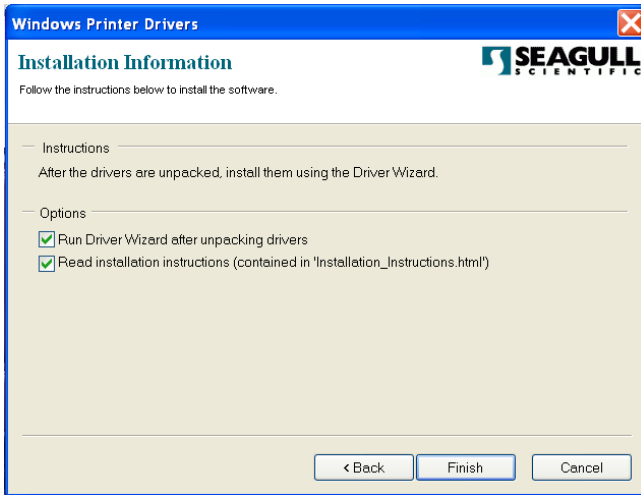 Windows Printer Drivers
Installation Information
SEAGULL
SCIENTIFIC
Follow the instructions below to install the software.
Instructions
After the drivers are unpacked, install them using the Driver Wizard.
Options
Run Driver Wizard after unpacking drivers
Read installation instructions (contained in 'Installation_Instructions.html')
< Back
Finish
Cancel